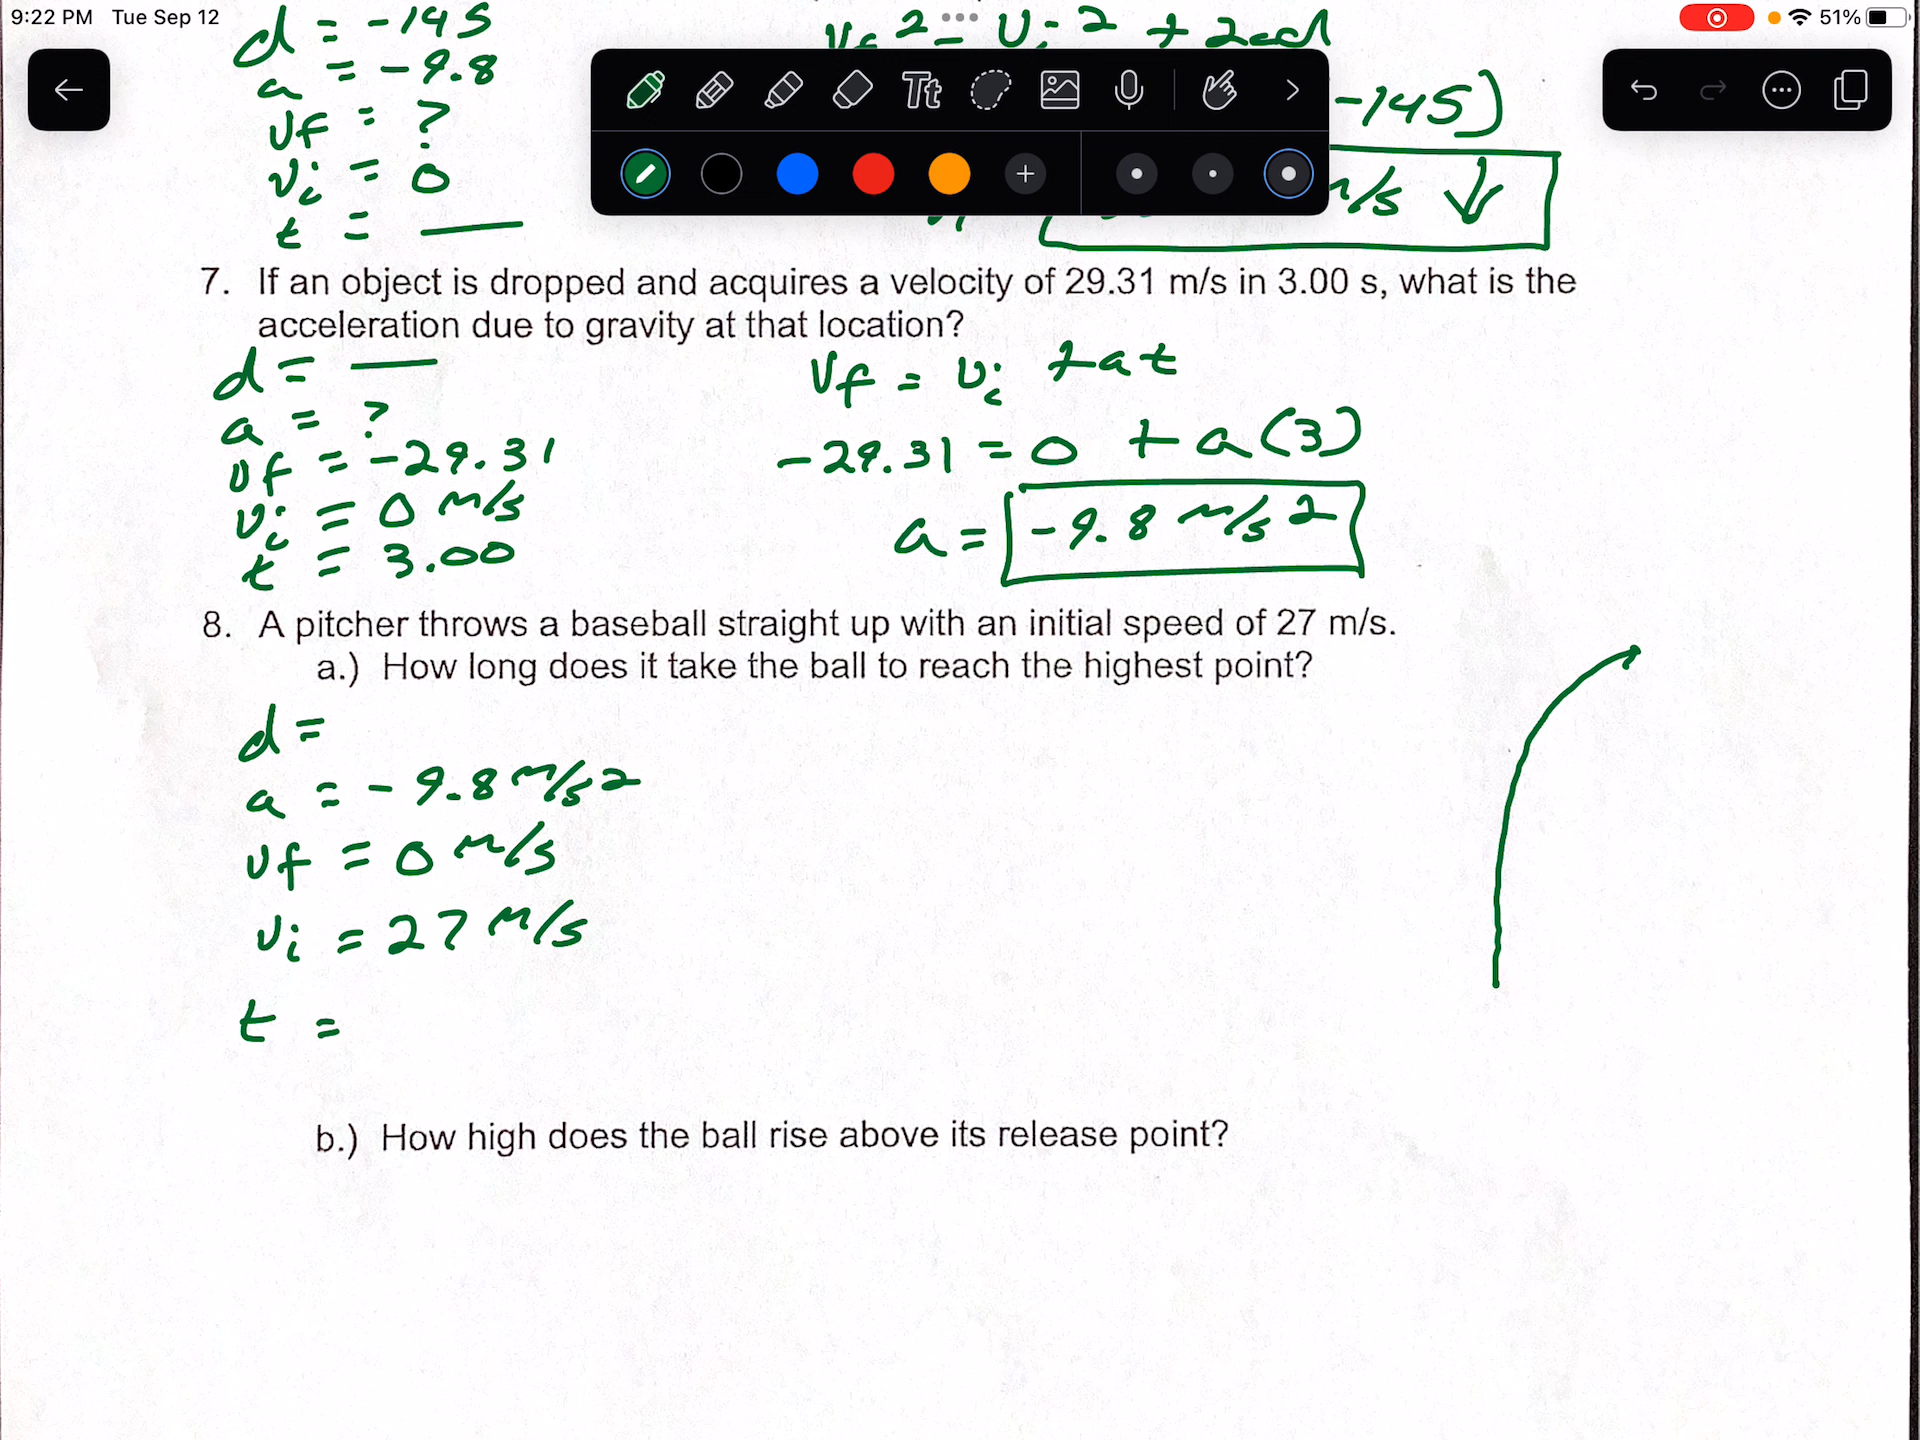 9:22 PM Tue Sep 12
51%
d = -145
a = -9.8
vf = ?
vi = 0
t = —
vf² = vi² + 2ad
-145)
m/s ↓
Tt
7. If an object is dropped and acquires a velocity of 29.31 m/s in 3.00 s, what is the
acceleration due to gravity at that location?
d = —
a = ?
vf = -29.31
vi = 0 m/s
t = 3.00
vf = vi + at
-29.31 = 0 + a(3)
a = -9.8 m/s²
8. A pitcher throws a baseball straight up with an initial speed of 27 m/s.
a.) How long does it take the ball to reach the highest point?
d =
a = -9.8 m/s²
vf = 0 m/s
vi = 27 m/s
t =
b.) How high does the ball rise above its release point?